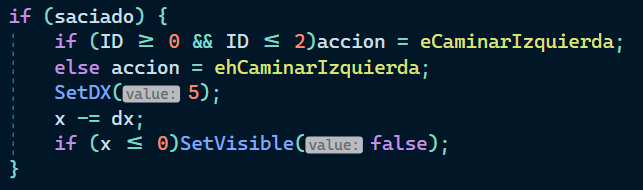 if (saciado) {
if (ID ≥ 0 && ID ≤ 2)accion = eCaminarIzquierda;
else accion = ehCaminarIzquierda;
SetDX(value: 5);
x -= dx;
if (x ≤ 0)SetVisible(value: false);
}